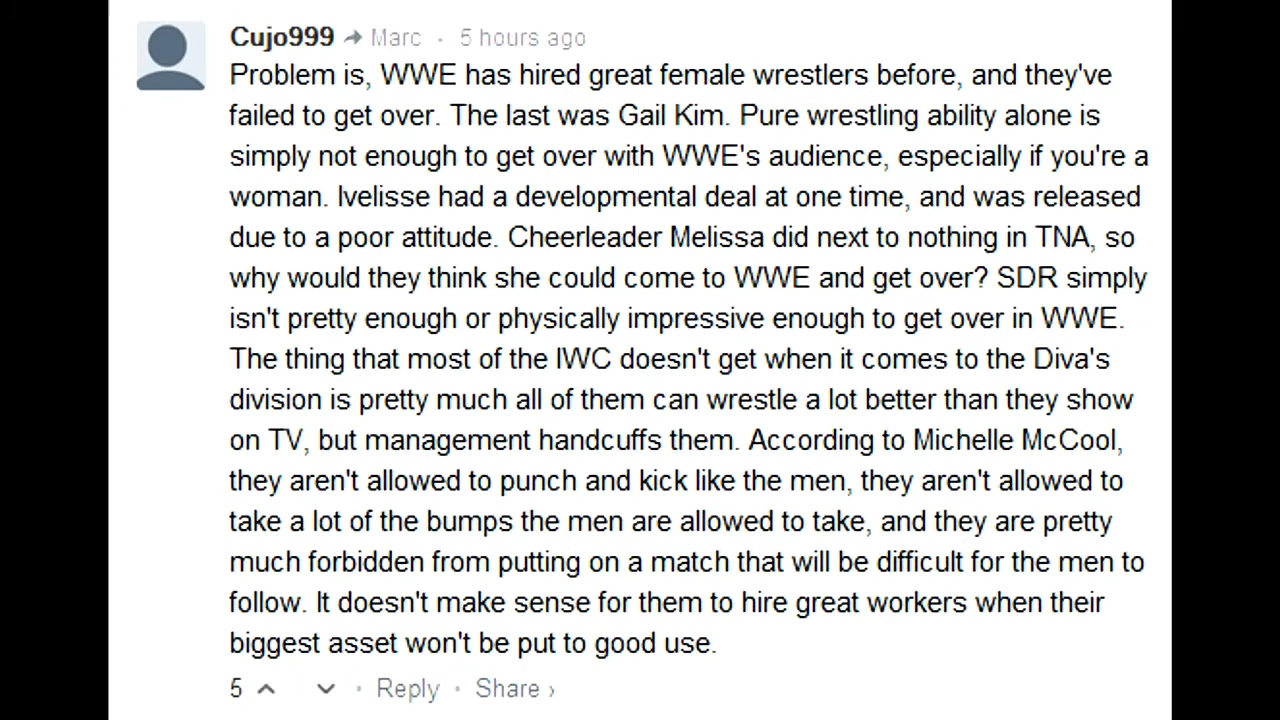 Cujo999 Marc · 5 hours ago
Problem is, WWE has hired great female wrestlers before, and they've
failed to get over. The last was Gail Kim. Pure wrestling ability alone is
simply not enough to get over with WWE's audience, especially if you're a
woman. Ivelisse had a developmental deal at one time, and was released
due to a poor attitude. Cheerleader Melissa did next to nothing in TNA, so
why would they think she could come to WWE and get over? SDR simply
isn't pretty enough or physically impressive enough to get over in WWE.
The thing that most of the IWC doesn't get when it comes to the Diva's
division is pretty much all of them can wrestle a lot better than they show
on TV, but management handcuffs them. According to Michelle McCool,
they aren't allowed to punch and kick like the men, they aren't allowed to
take a lot of the bumps the men are allowed to take, and they are pretty
much forbidden from putting on a match that will be difficult for the men to
follow. It doesn't make sense for them to hire great workers when their
biggest asset won't be put to good use.
5 · Reply · Share ›